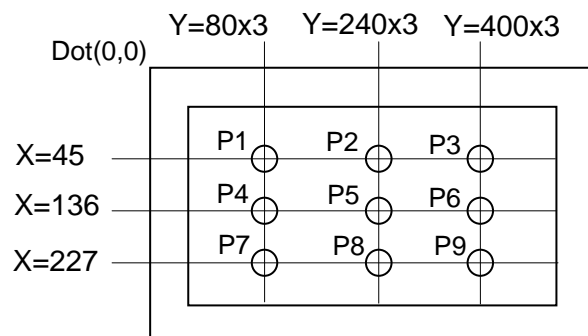 Y=80x3 Y=240x3 Y=400x3
Dot(0,0)
P1 P2 P3
X=45
P4 P5 P6
X=136
P7 P8 P9
X=227